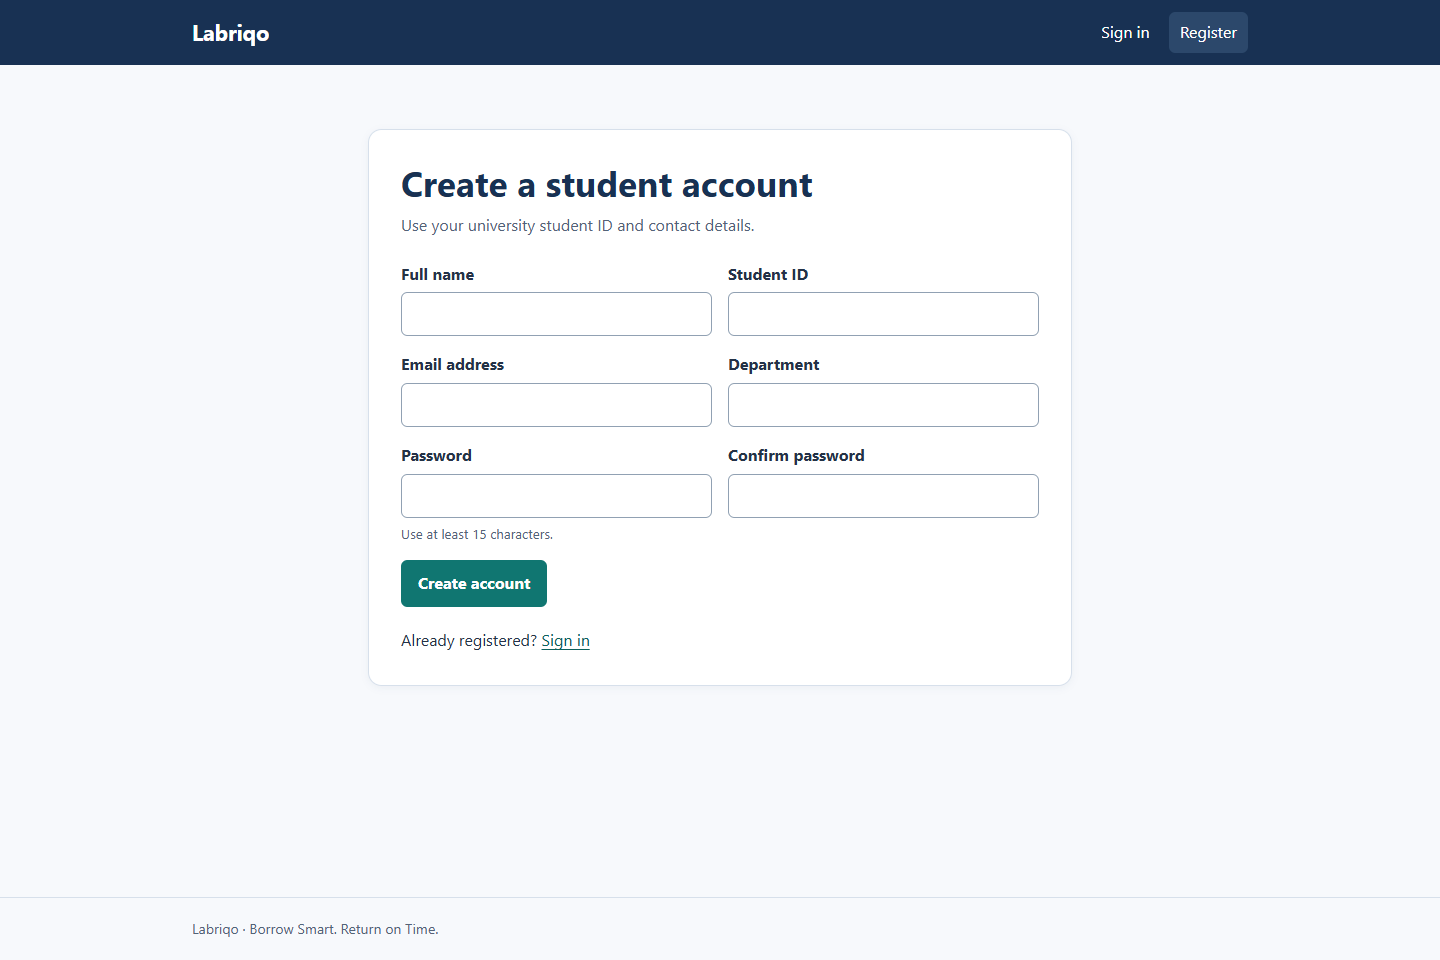 Labriqo
Sign in
Register
Create a student account
Use your university student ID and contact details.
Full name
Student ID
Email address
Department
Password
Confirm password
Use at least 15 characters.
Create account
Already registered? Sign in
Labriqo · Borrow Smart. Return on Time.